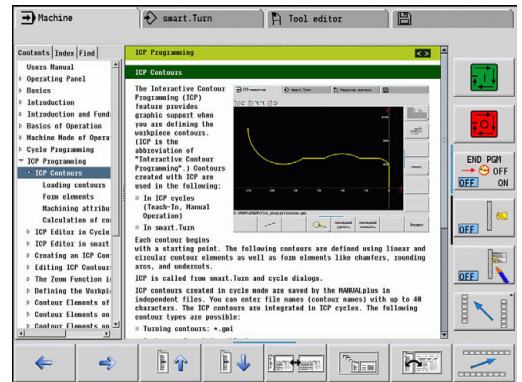 Machine
smart.Turn
Tool editor
Contents Index Find
Users Manual
Operating Panel
Basics
Intruduction
Introduction and Fund
Basics of Operation
Machine Mode of Opera
Cycle Programming
ICP Programming
ICP Contours
Loading contours
Form elements
Machining attribu
Calculation of co
ICP Editor in Cycle
ICP Editor in smart
Creating an ICP Con
Editing ICP Contour
The Zoom Function i
Defining the Workpi
Contour Elements of
Contour Elements on
Contour Elements on
ICP Programming
<>
ICP Contours
The Interactive Contour
Programming (ICP)
feature provides
graphic support when
you are defining the
workpiece contours.
(ICP is the
abbreviation of
"Interactive Contour
Programming".) Contours
created with ICP are
used in the following:
In ICP cycles
(Teach-In, Manual
Operation)
In smart.Turn
Each contour begins
with a starting point. The following contours are defined using linear and
circular contour elements as well as form elements like chamfers, rounding
arcs, and undercuts.
ICP is called from smart.Turn and cycle dialogs.
ICP contours created in cycle mode are saved by the MANUALplus in
independent files. You can enter file names (contour names) with up to 40
characters. The ICP contours are integrated in ICP cycles. The following
contour types are possible:
Turning contours: *.gmi
END PGM
OFF
OFF ON
OFF
OFF